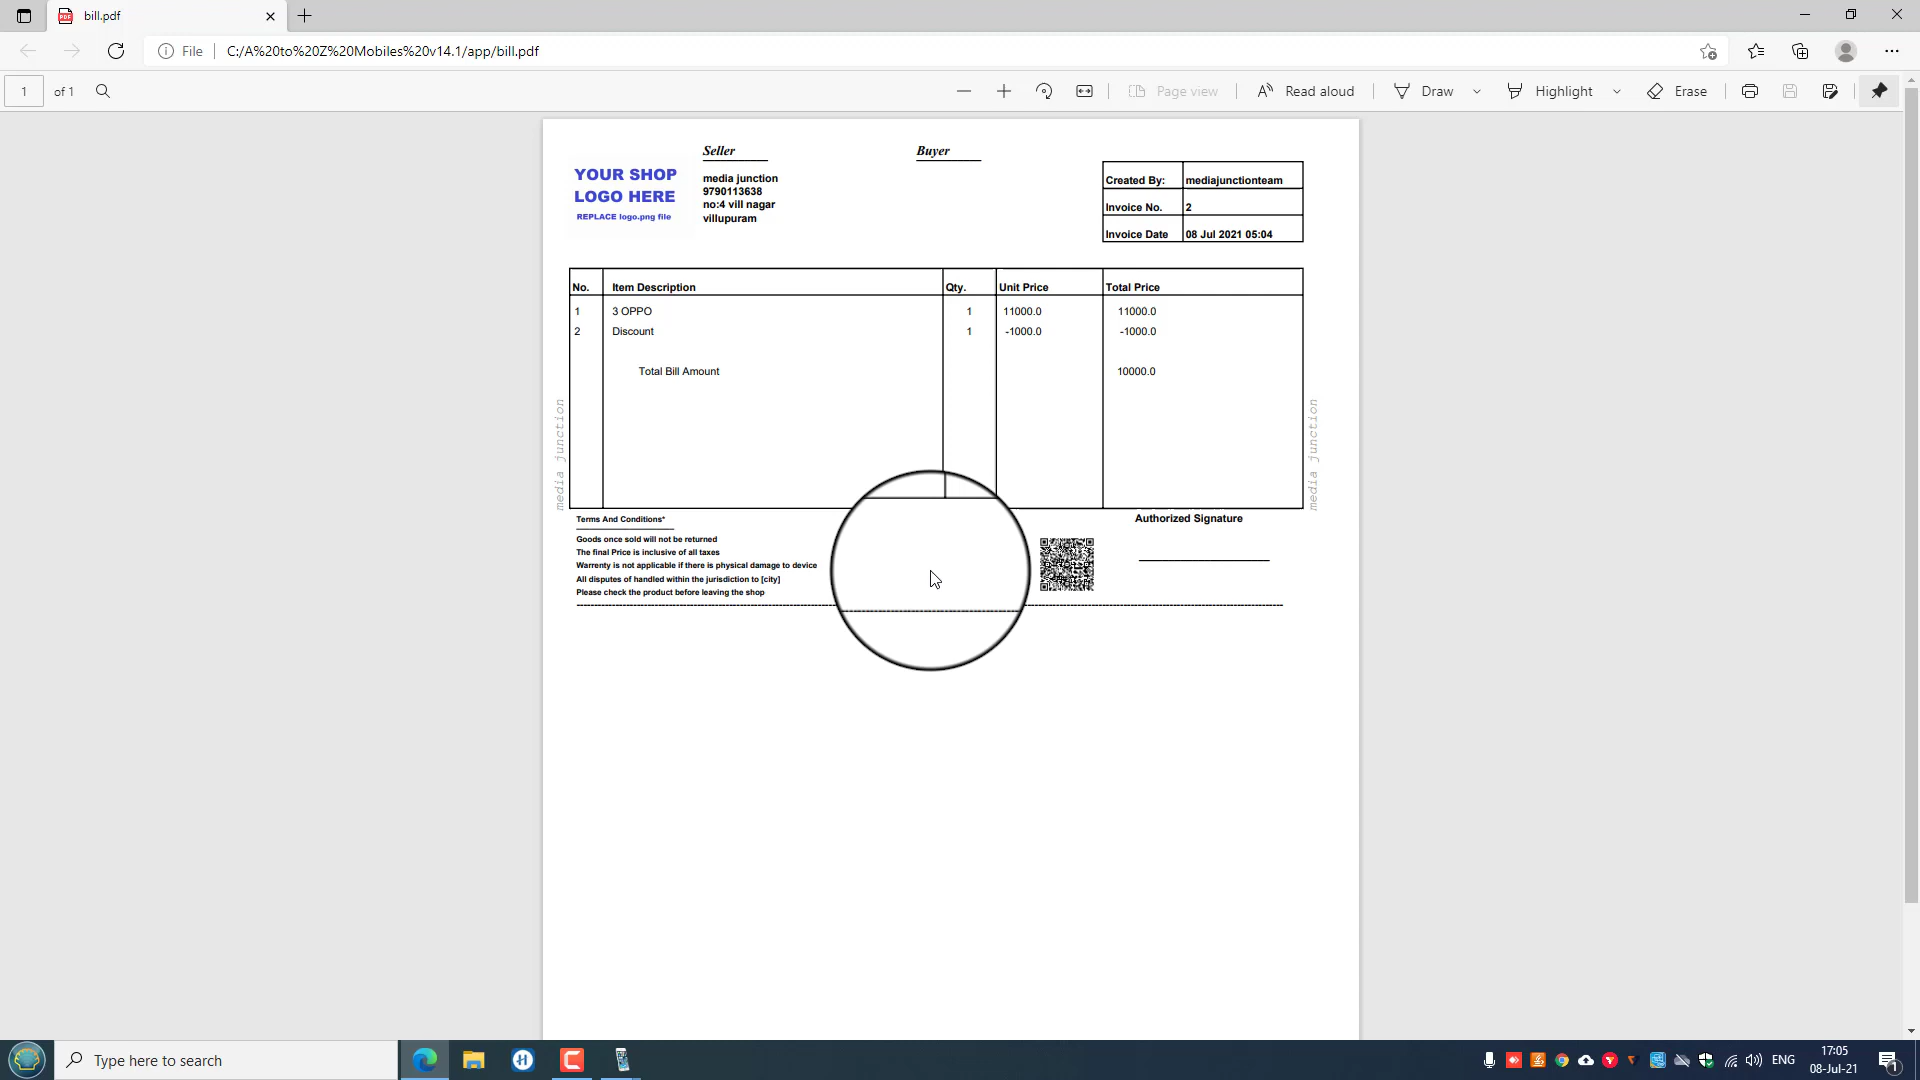 bill.pdf
File
C:/A%20to%20Z%20Mobiles%20v14.1/app/bill.pdf
1 of 1
Page view
Read aloud
Draw
Highlight
Erase
Seller
Buyer
YOUR SHOP
LOGO HERE
REPLACE logo.png file
media junction
9790113638
no:4 vill nagar
villupuram
Created By: mediajunctionteam
Invoice No. 2
Invoice Date 08 Jul 2021 05:04
No. Item Description Qty. Unit Price Total Price
1 3 OPPO 1 11000.0 11000.0
2 Discount 1 -1000.0 -1000.0
Total Bill Amount 10000.0
media junction
media junction
Terms And Conditions*
Goods once sold will not be returned
The final Price is inclusive of all taxes
Warrenty is not applicable if there is physical damage to device
All disputes of handled within the jurisdiction to [city]
Please check the product before leaving the shop
Authorized Signature
Type here to search
ENG
17:05
08-Jul-21
1